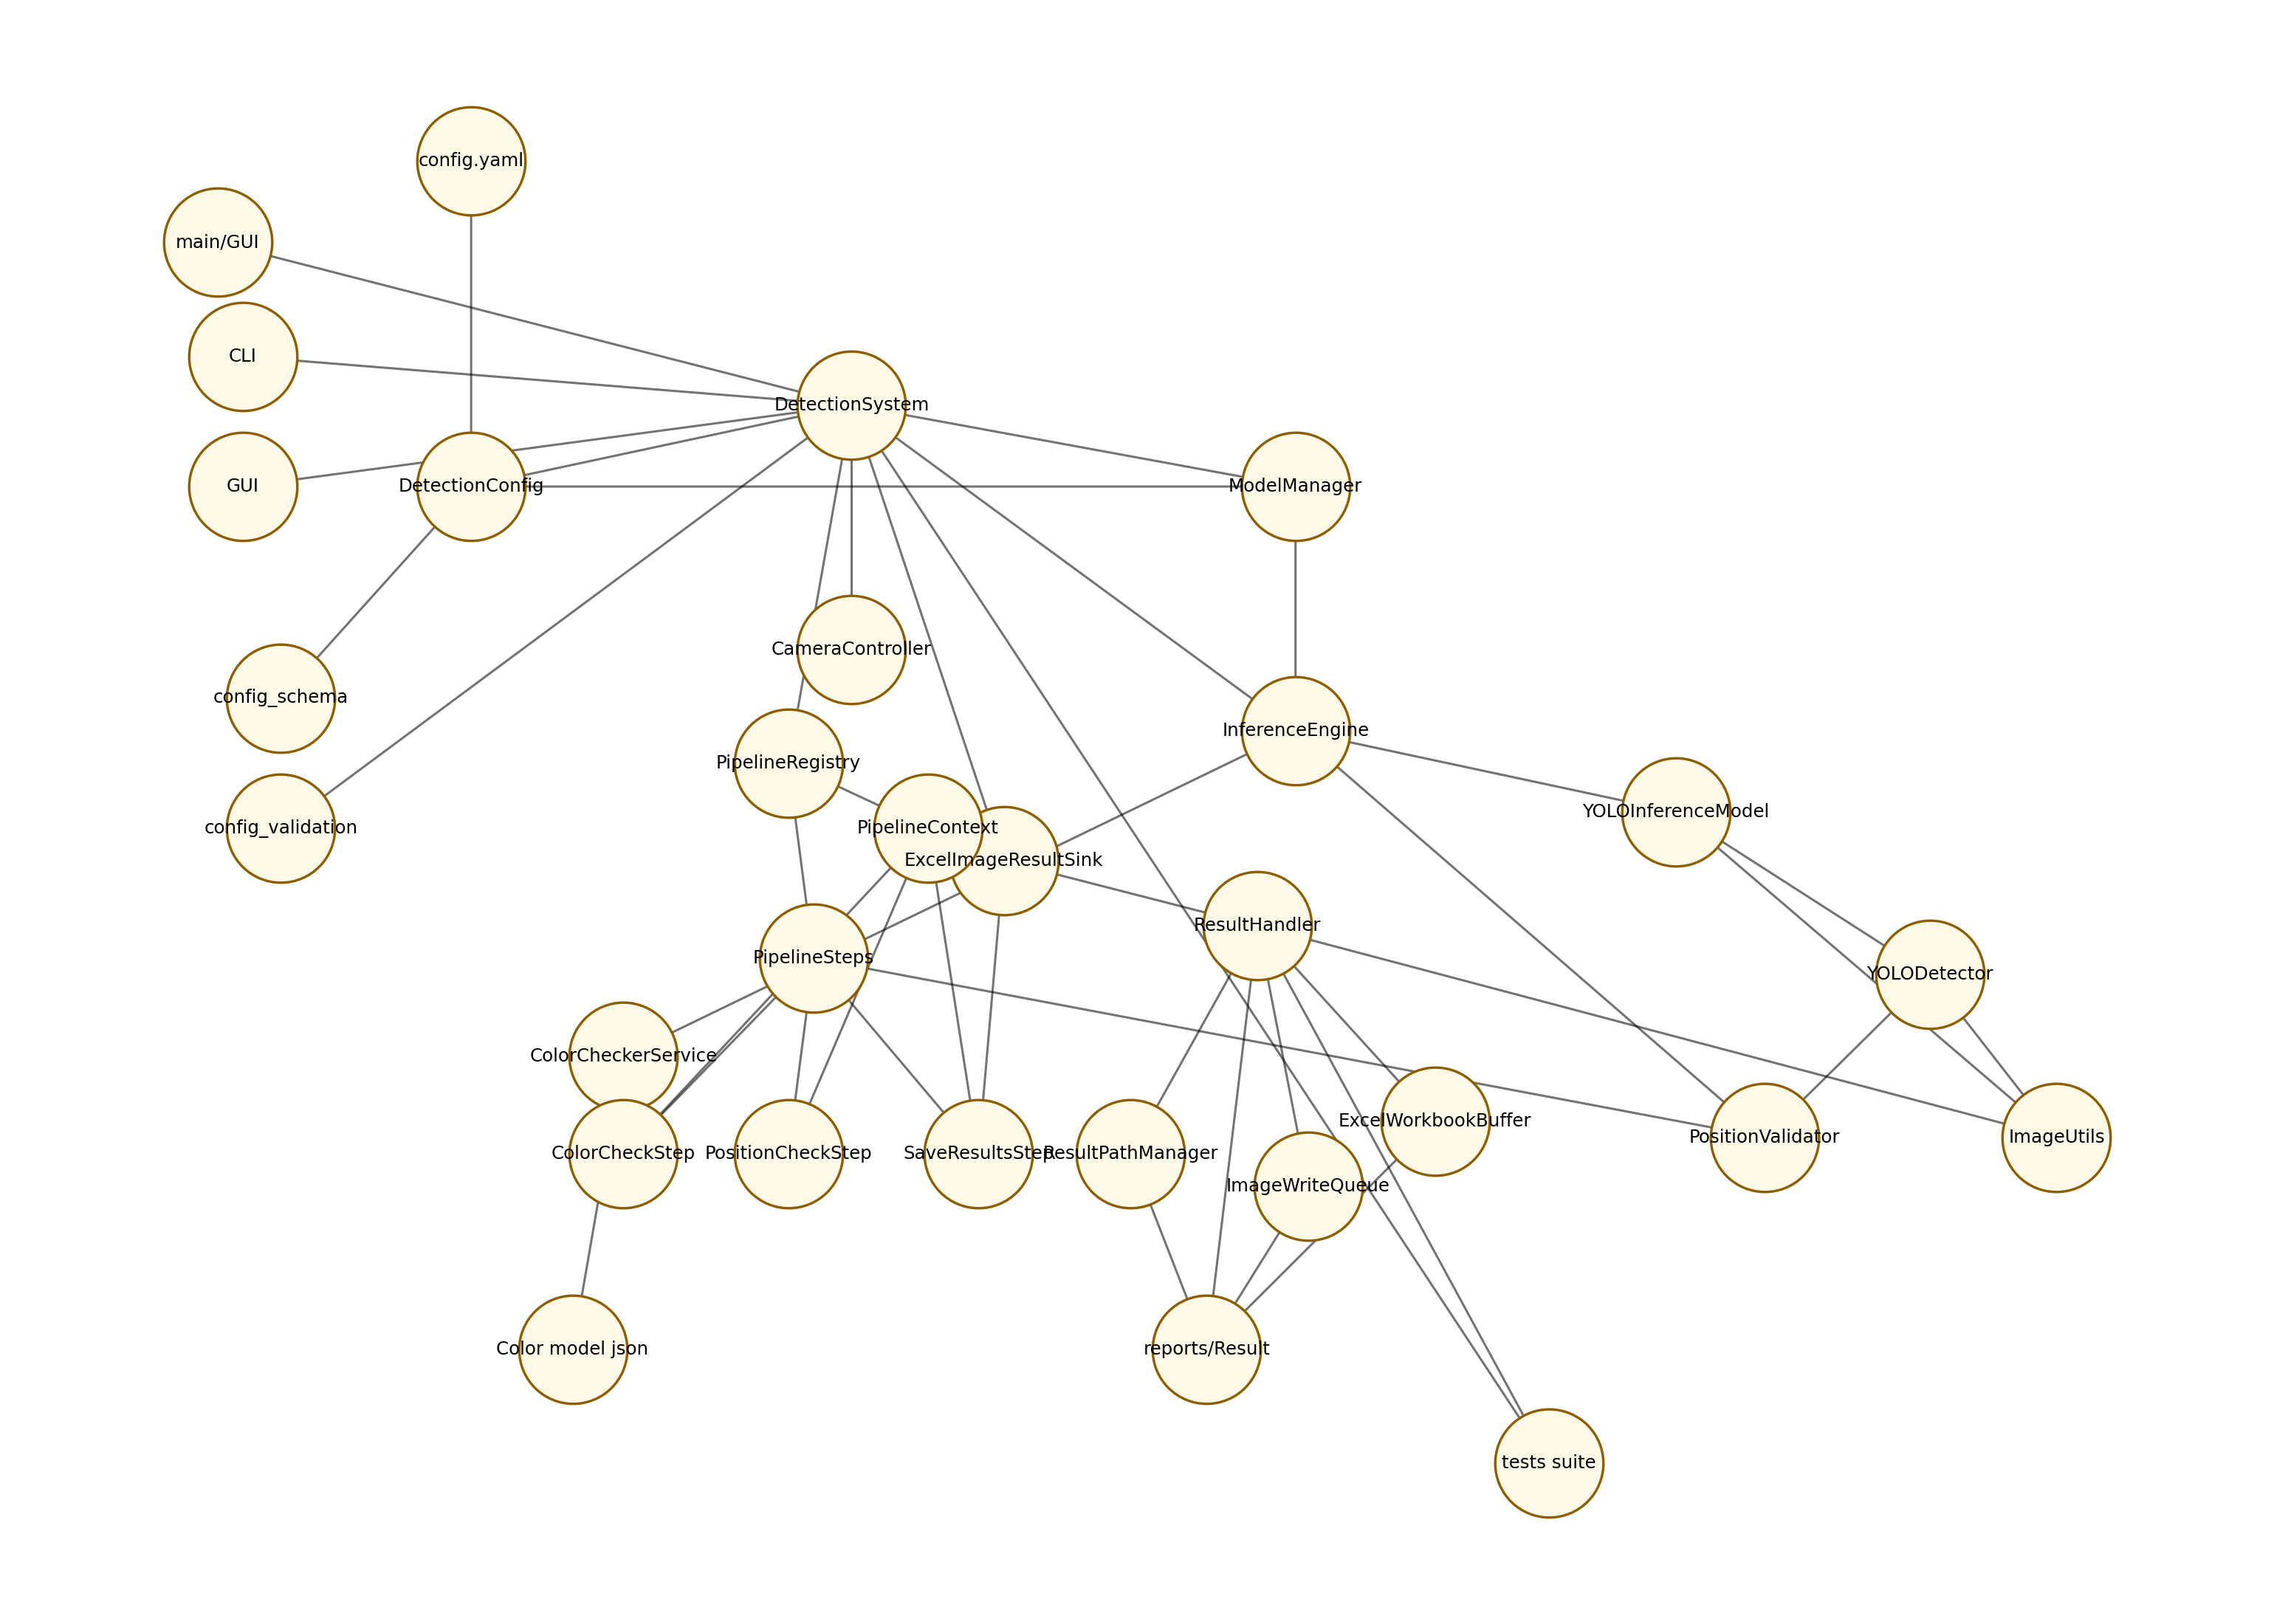 config.yaml
main/GUI
CLI
DetectionSystem
GUI
DetectionConfig
ModelManager
CameraController
config_schema
InferenceEngine
PipelineRegistry
YOLOInferenceModel
config_validation
PipelineContext
ExcelImageResultSink
ResultHandler
PipelineSteps
YOLODetector
ColorCheckerService
ExcelWorkbookBuffer
PositionValidator
ImageUtils
ColorCheckStep
PositionCheckStep
SaveResultsStep
ResultPathManager
ImageWriteQueue
Color model json
reports/Result
tests suite